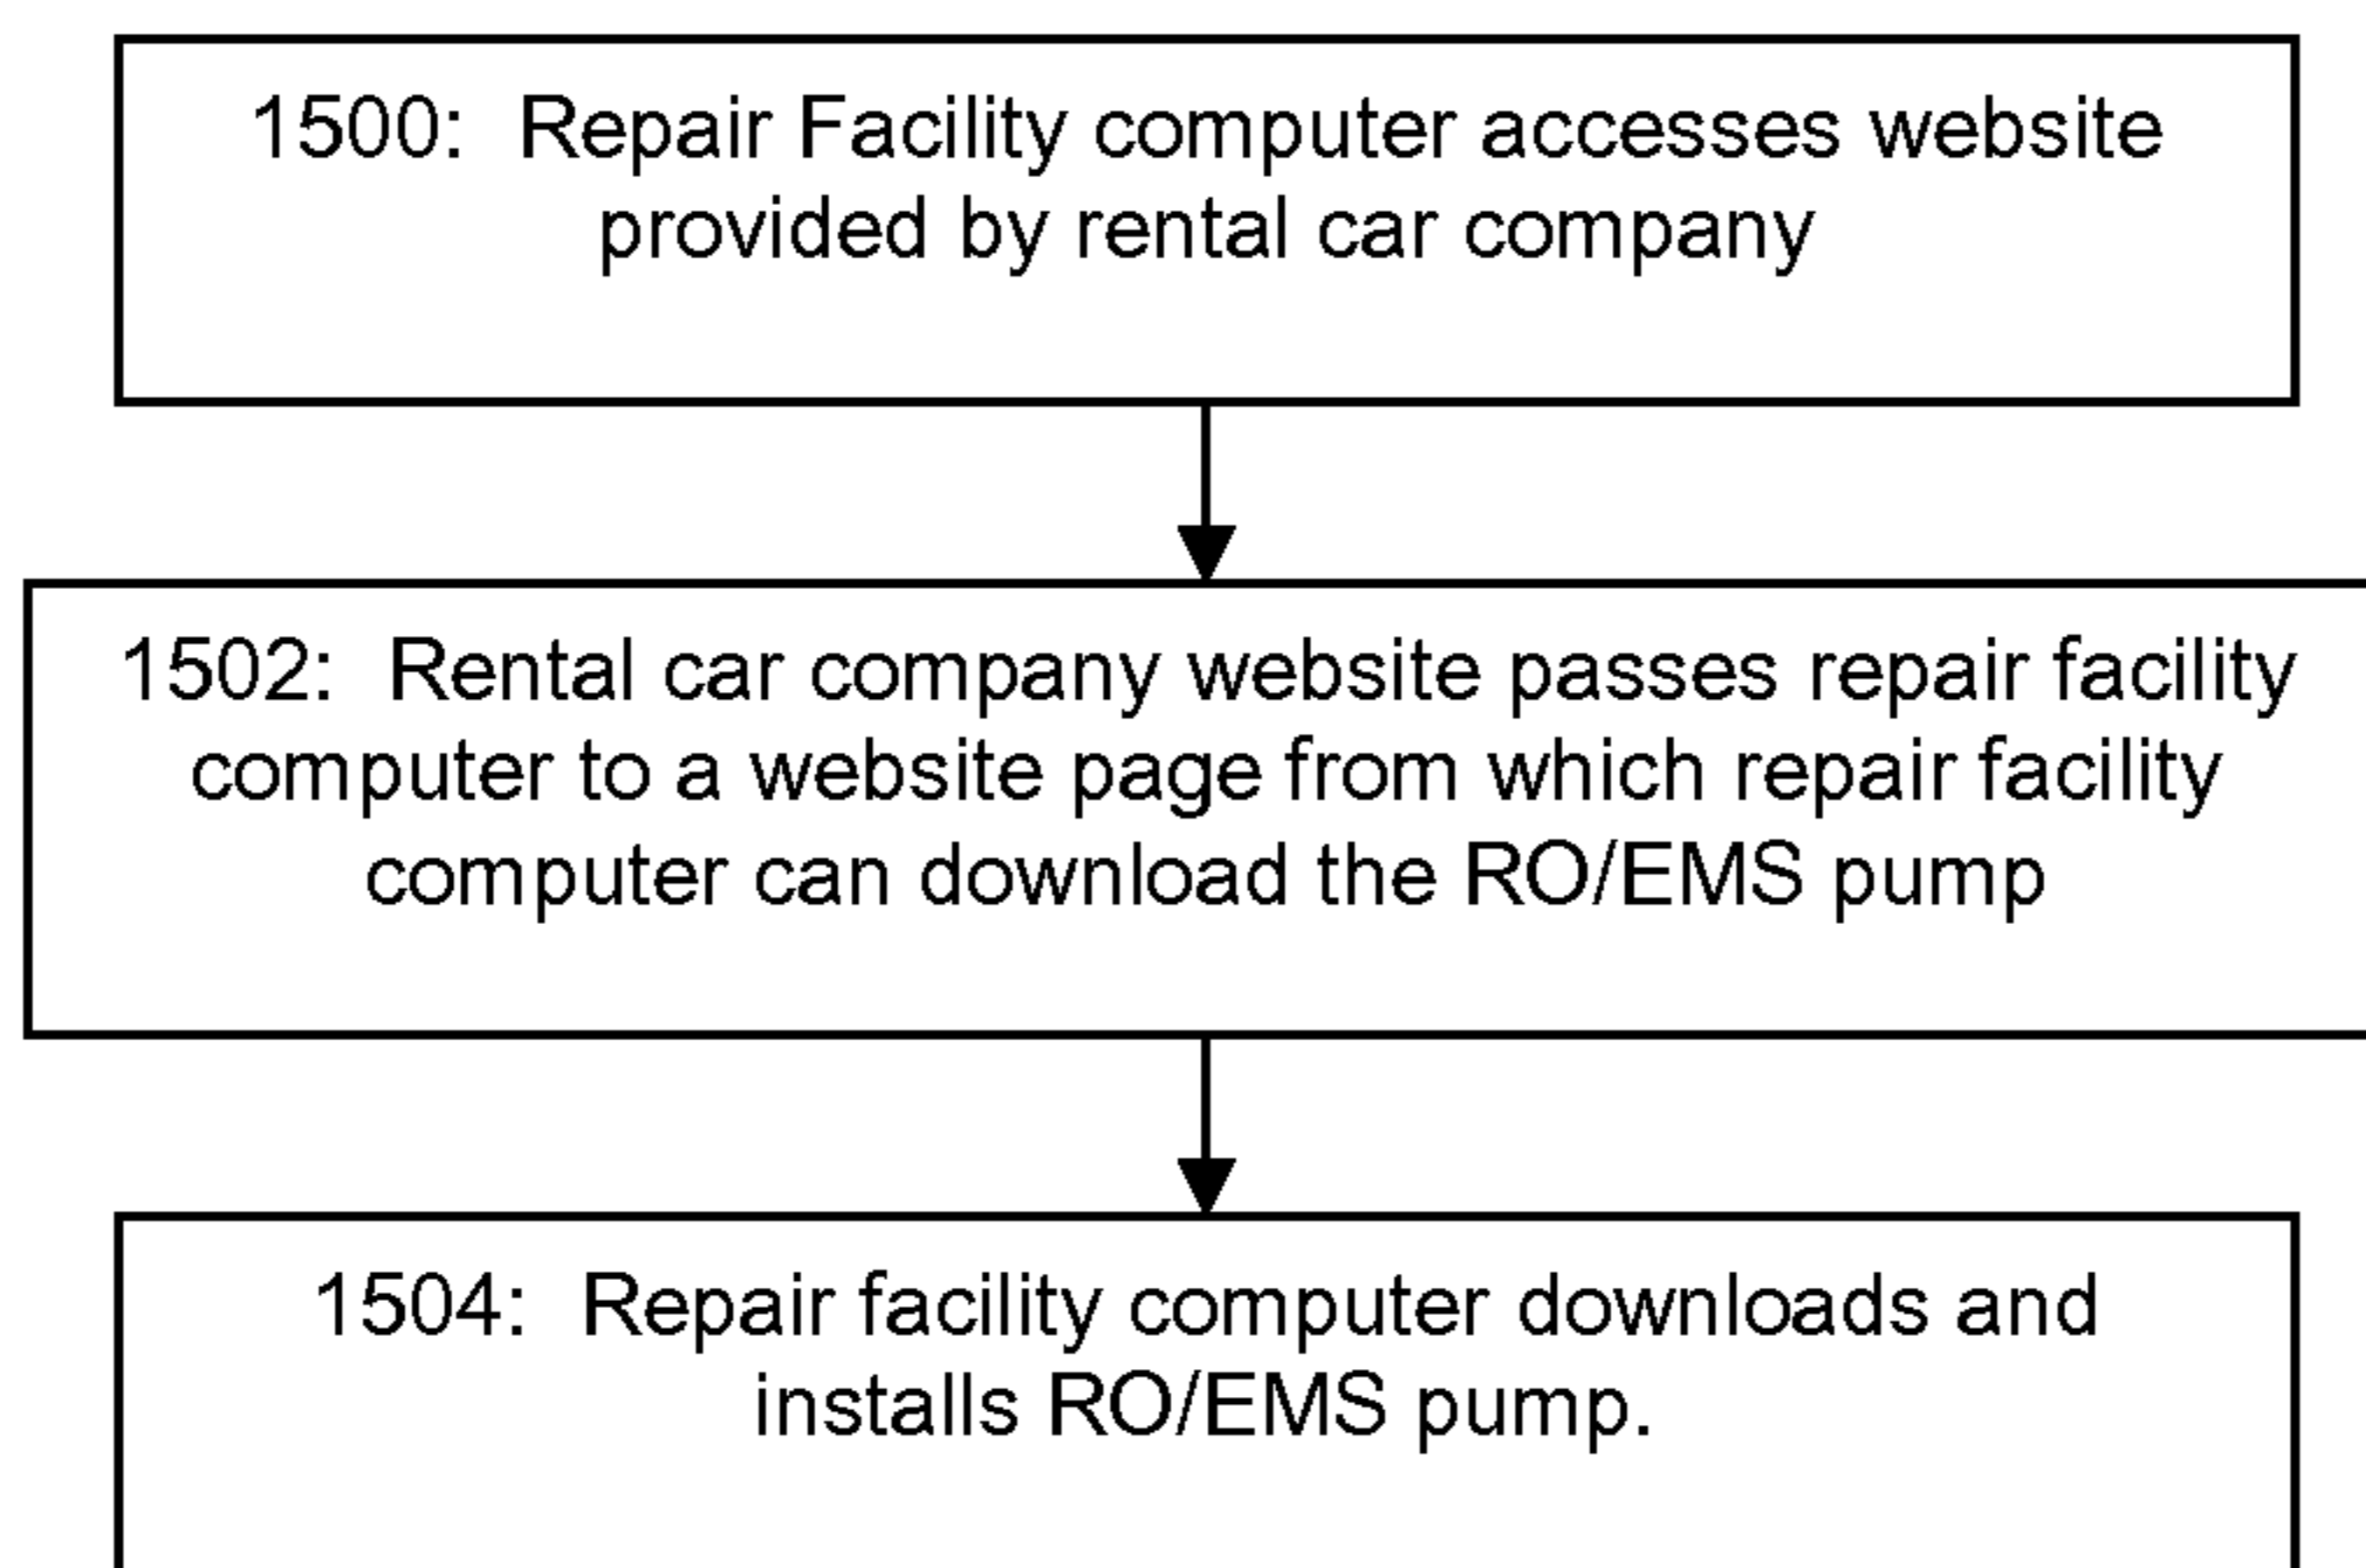 1500: Repair Facility computer accesses website
provided by rental car company
1502: Rental car company website passes repair facility
computer to a website page from which repair facility
computer can download the RO/EMS pump
1504: Repair facility computer downloads and
installs RO/EMS pump.